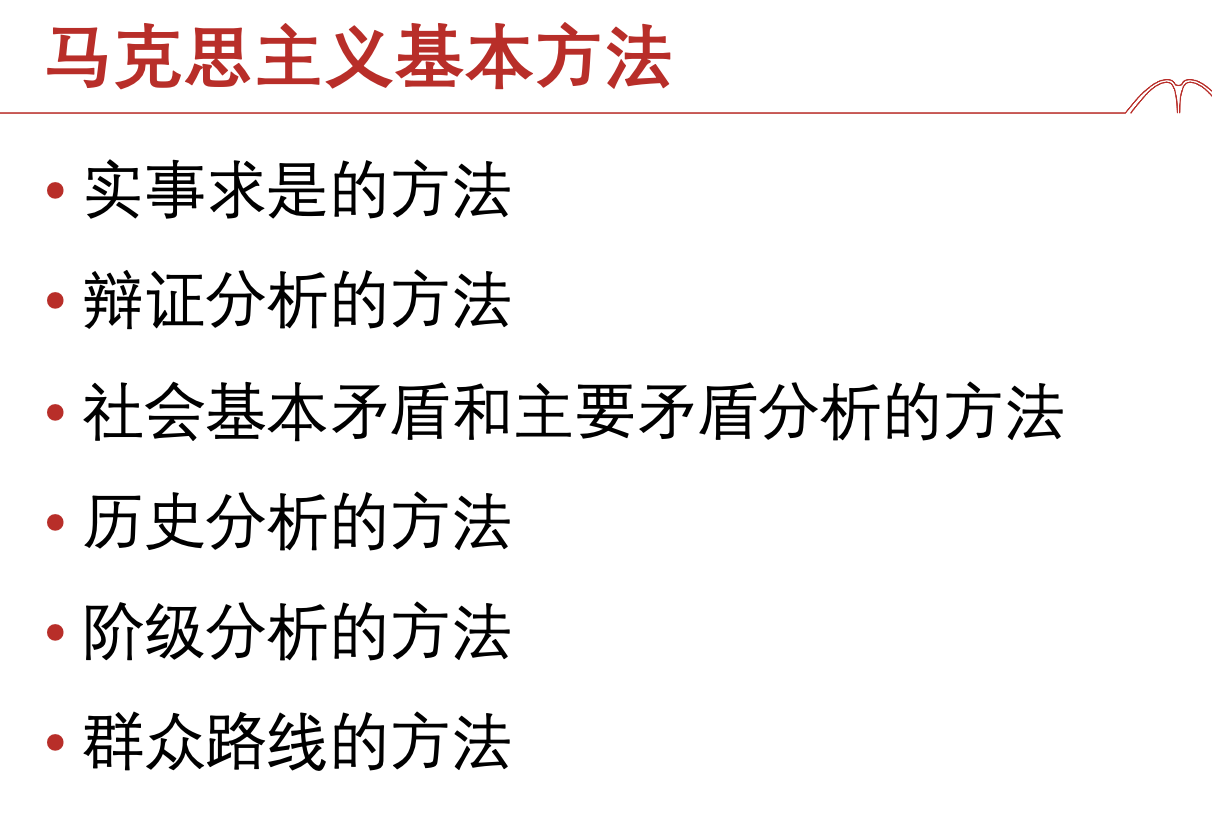 马克思主义基本方法
• 实事求是的方法
• 辩证分析的方法
• 社会基本矛盾和主要矛盾分析的方法
• 历史分析的方法
• 阶级分析的方法
• 群众路线的方法